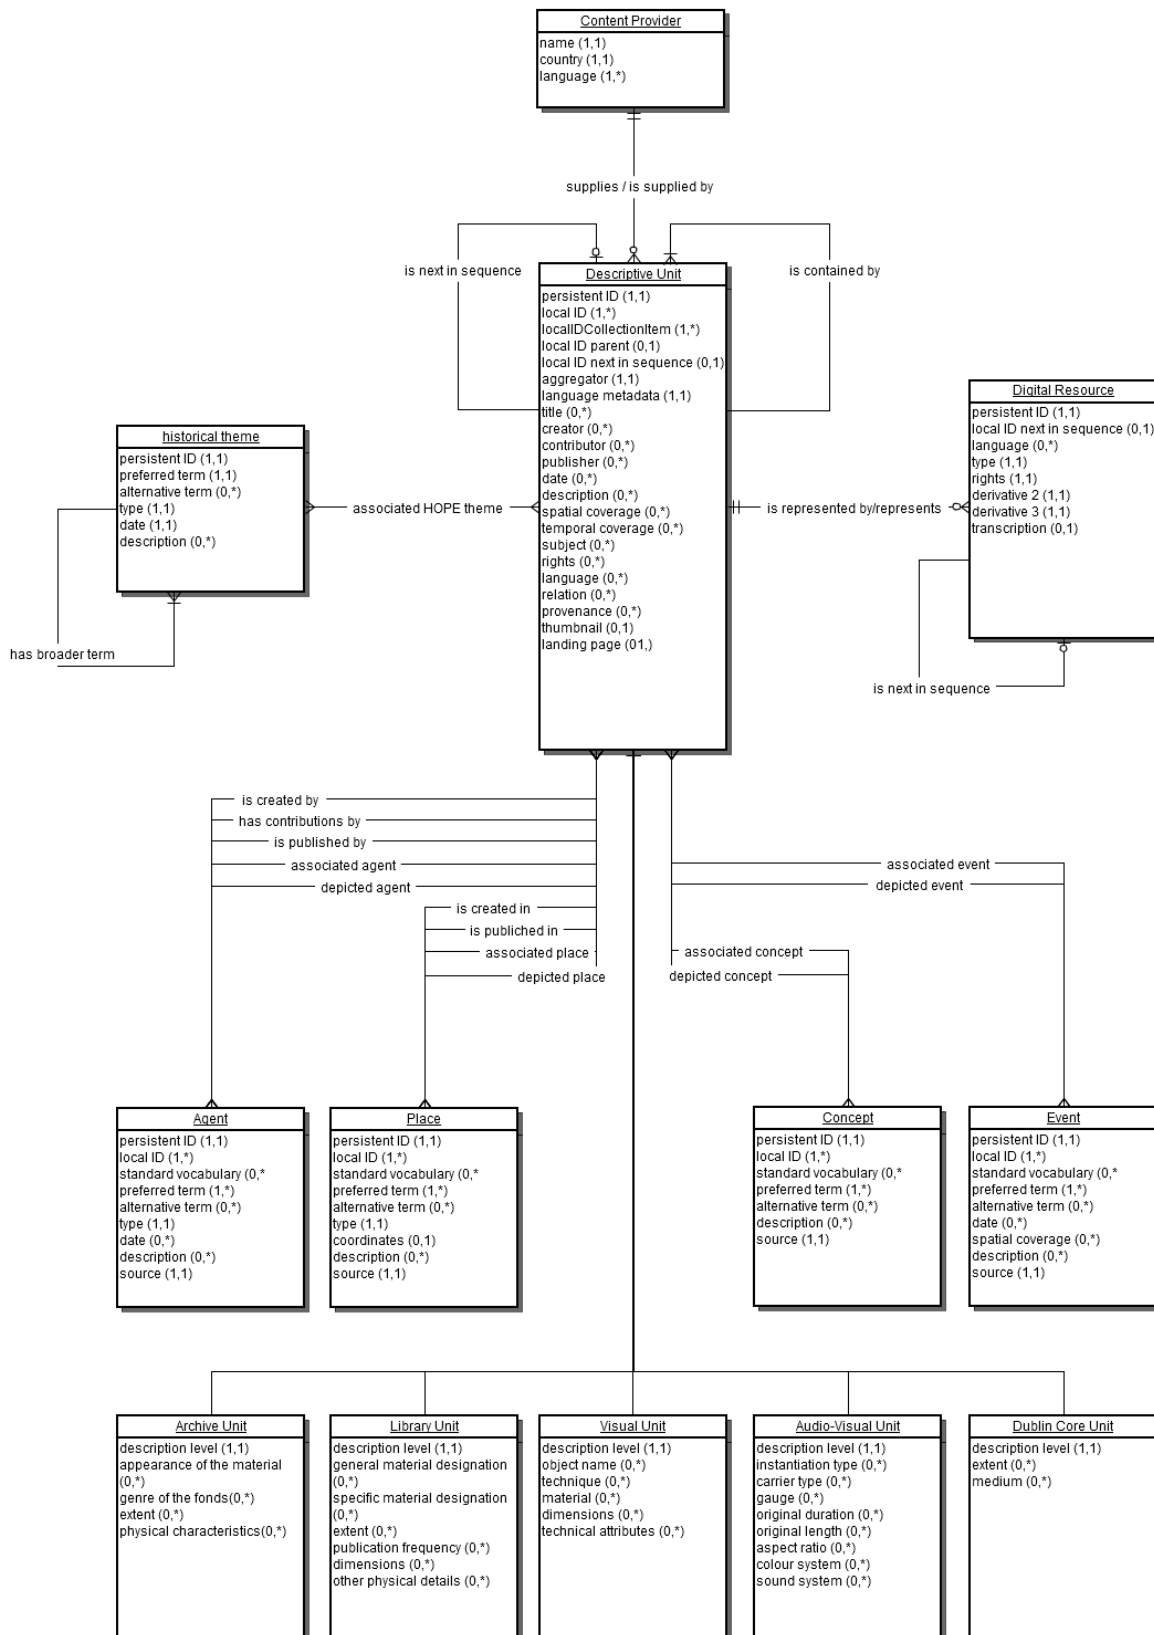 Content Provider
name (1,1)
country (1,1)
language (1,*)
supplies / is supplied by
is next in sequence
is contained by
Descriptive Unit
persistent ID (1,1)
local ID (1,*)
localIDCollectionItem (1,*)
local ID parent (0,1)
local ID next in sequence (0,1)
aggregator (1,1)
language metadata (1,1)
title (0,*)
creator (0,*)
contributor (0,*)
publisher (0,*)
date (0,*)
description (0,*)
spatial coverage (0,*)
temporal coverage (0,*)
subject (0,*)
rights (0,*)
language (0,*)
relation (0,*)
provenance (0,*)
thumbnail (0,1)
landing page (01,)
historical theme
persistent ID (1,1)
preferred term (1,1)
alternative term (0,*)
type (1,1)
date (1,1)
description (0,*)
has broader term
associated HOPE theme
is represented by/represents
Digital Resource
persistent ID (1,1)
local ID next in sequence (0,1)
language (0,*)
type (1,1)
rights (1,1)
derivative 2 (1,1)
derivative 3 (1,1)
transcription (0,1)
is next in sequence
is created by
has contributions by
is published by
associated agent
depicted agent
is created in
is publiched in
associated place
depicted place
associated event
depicted event
associated concept
depicted concept
Agent
persistent ID (1,1)
local ID (1,*)
standard vocabulary (0,*
preferred term (1,*)
alternative term (0,*)
type (1,1)
date (0,*)
description (0,*)
source (1,1)
Place
persistent ID (1,1)
local ID (1,*)
standard vocabulary (0,*
preferred term (1,*)
alternative term (0,*)
type (1,1)
coordinates (0,1)
description (0,*)
source (1,1)
Concept
persistent ID (1,1)
local ID (1,*)
standard vocabulary (0,*
preferred term (1,*)
alternative term (0,*)
description (0,*)
source (1,1)
Event
persistent ID (1,1)
local ID (1,*)
standard vocabulary (0,*
preferred term (1,*)
alternative term (0,*)
date (0,*)
spatial coverage (0,*)
description (0,*)
source (1,1)
Archive Unit
description level (1,1)
appearance of the material
(0,*)
genre of the fonds(0,*)
extent (0,*)
physical characteristics(0,*)
Library Unit
description level (1,1)
general material designation
(0,*)
specific material designation
(0,*)
extent (0,*)
publication frequency (0,*)
dimensions (0,*)
other physical details (0,*)
Visual Unit
description level (1,1)
object name (0,*)
technique (0,*)
material (0,*)
dimensions (0,*)
technical attributes (0,*)
Audio-Visual Unit
description level (1,1)
instantiation type (0,*)
carrier type (0,*)
gauge (0,*)
original duration (0,*)
original length (0,*)
aspect ratio (0,*)
colour system (0,*)
sound system (0,*)
Dublin Core Unit
description level (1,1)
extent (0,*)
medium (0,*)